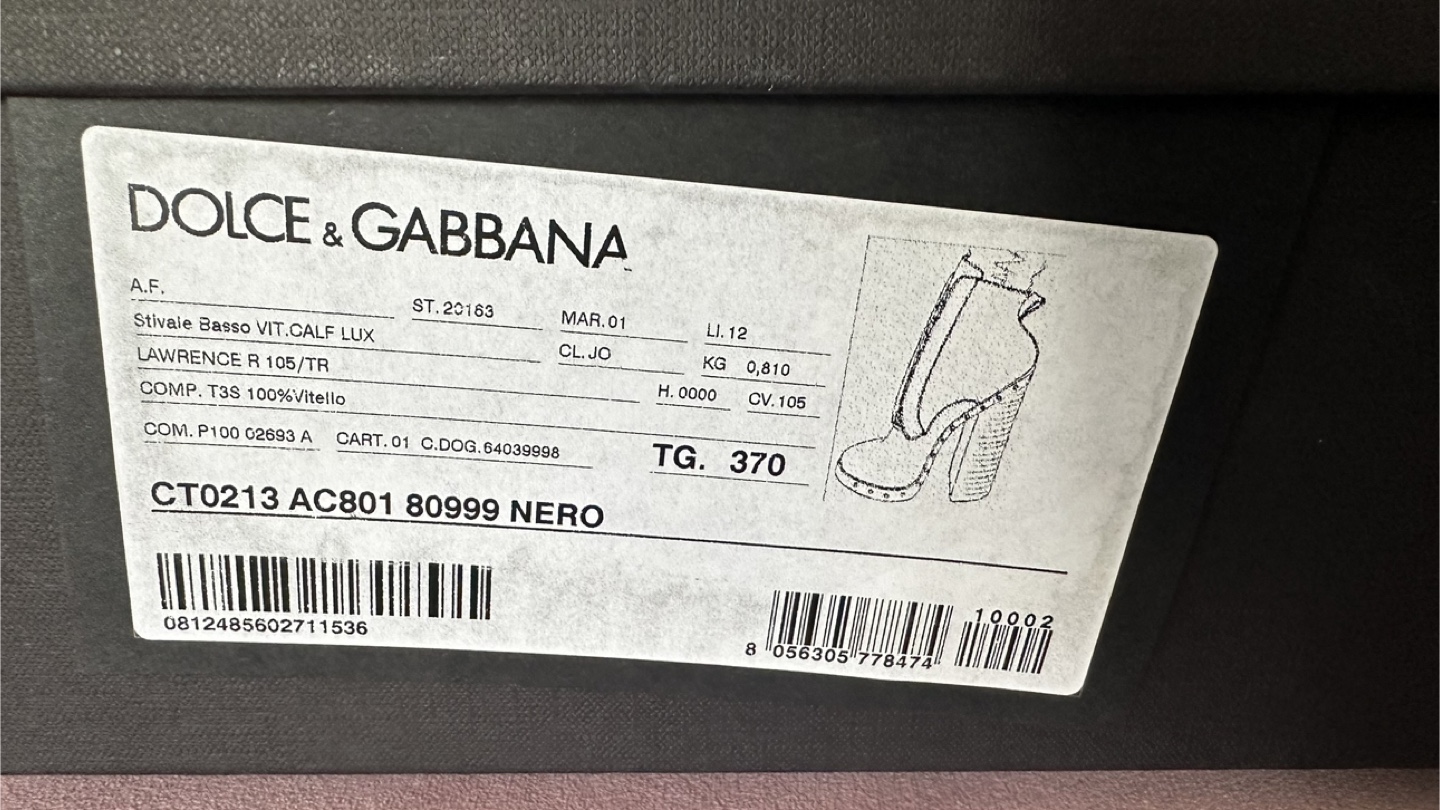 DOLCE & GABBANA
A.F. ST. 20163 MAR. 01 LI. 12
Stivale Basso VIT.CALF LUX CL. JO KG 0,810
LAWRENCE R 105/TR H. 0000 CV. 105
COMP. T3S 100%Vitello
COM. P100 02693 A CART. 01 C.DOG. 64039998 TG. 370
CT0213 AC801 80999 NERO
0812485602711536
10002
8 056305 778474